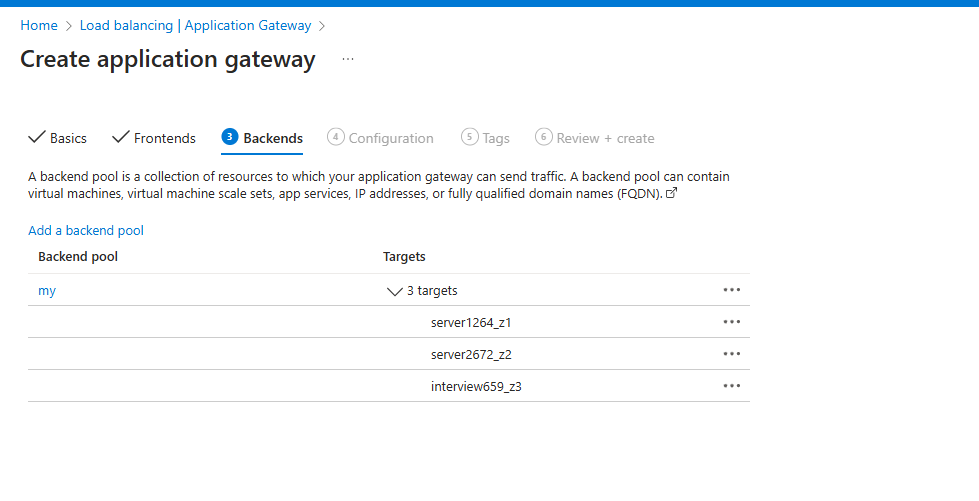 Home > Load balancing | Application Gateway >
Create application gateway ...
Basics Frontends 3 Backends 4 Configuration 5 Tags 6 Review + create
A backend pool is a collection of resources to which your application gateway can send traffic. A backend pool can contain
virtual machines, virtual machine scale sets, app services, IP addresses, or fully qualified domain names (FQDN).
Add a backend pool
Backend pool Targets
my 3 targets
server1264_z1
server2672_z2
interview659_z3